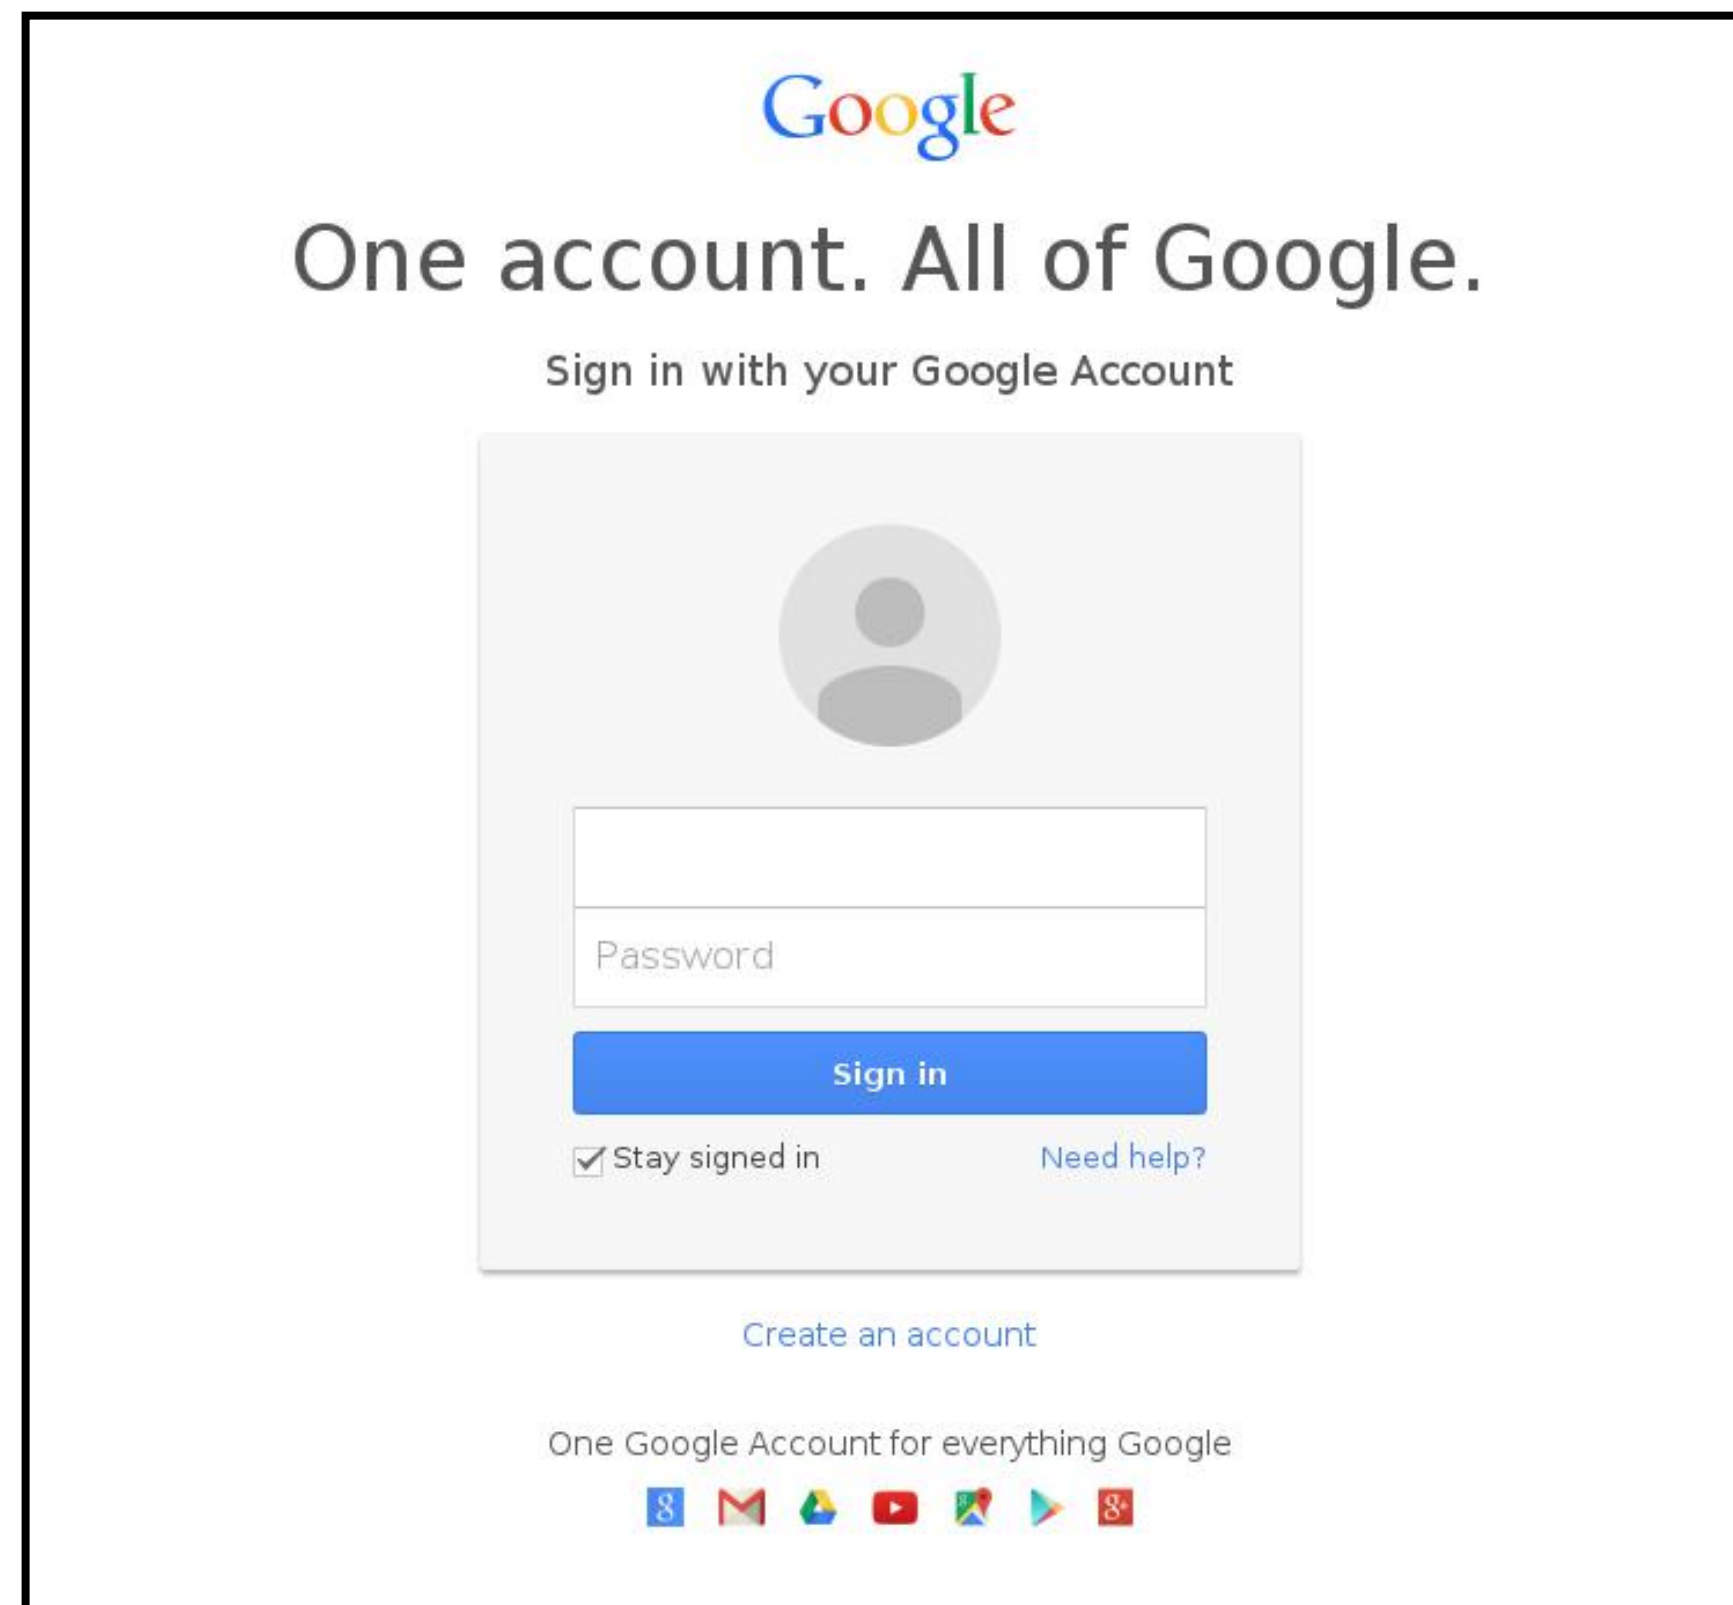 Google
One account. All of Google.
Sign in with your Google Account
Password
Sign in
Stay signed in
Need help?
Create an account
One Google Account for everything Google